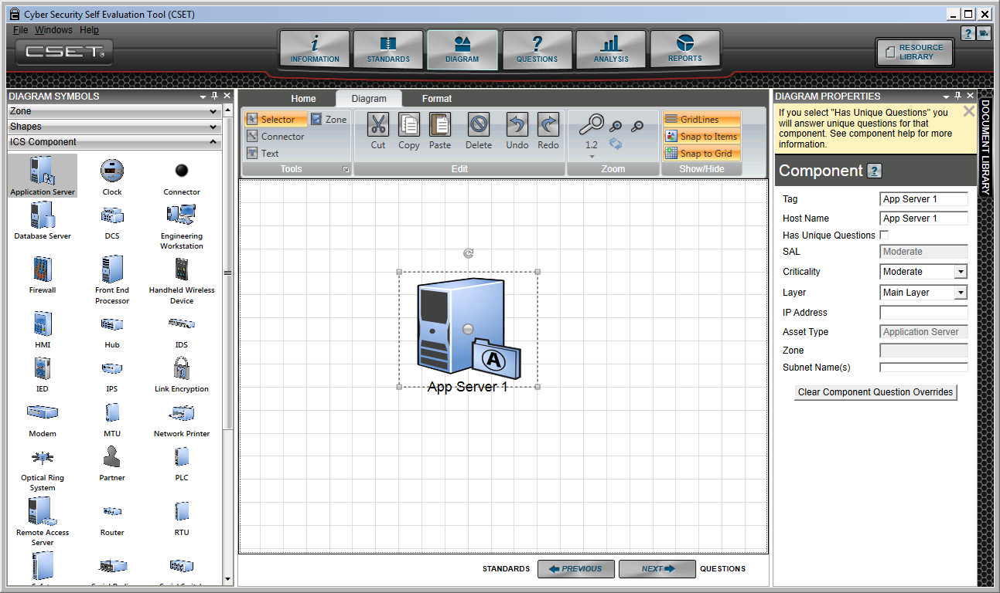 Cyber Security Self Evaluation Tool (CSET)
File Windows Help
CSET
INFORMATION
STANDARDS
DIAGRAM
QUESTIONS
ANALYSIS
REPORTS
RESOURCE
LIBRARY
DIAGRAM SYMBOLS
Zone
Shapes
ICS Component
Application Server
Clock
Connector
Database Server
DCS
Engineering
Workstation
Firewall
Front End
Processor
Handheld Wireless
Device
HMI
Hub
IDS
IED
IPS
Link Encryption
Modem
MTU
Network Printer
Optical Ring
System
Partner
PLC
Remote Access
Server
Router
RTU
Home
Diagram
Format
Selector
Zone
Connector
Text
Tools
Cut
Copy
Paste
Delete
Undo
Redo
Edit
1.2
Zoom
GridLines
Snap to Items
Snap to Grid
Show/Hide
A
App Server 1
STANDARDS
PREVIOUS
NEXT
QUESTIONS
DIAGRAM PROPERTIES
If you select "Has Unique Questions" you
will answer unique questions for that
component. See component help for more
information.
Component ?
Tag App Server 1
Host Name App Server 1
Has Unique Questions
SAL Moderate
Criticality Moderate
Layer Main Layer
IP Address
Asset Type Application Server
Zone
Subnet Name(s)
Clear Component Question Overrides
DOCUMENT LIBRARY